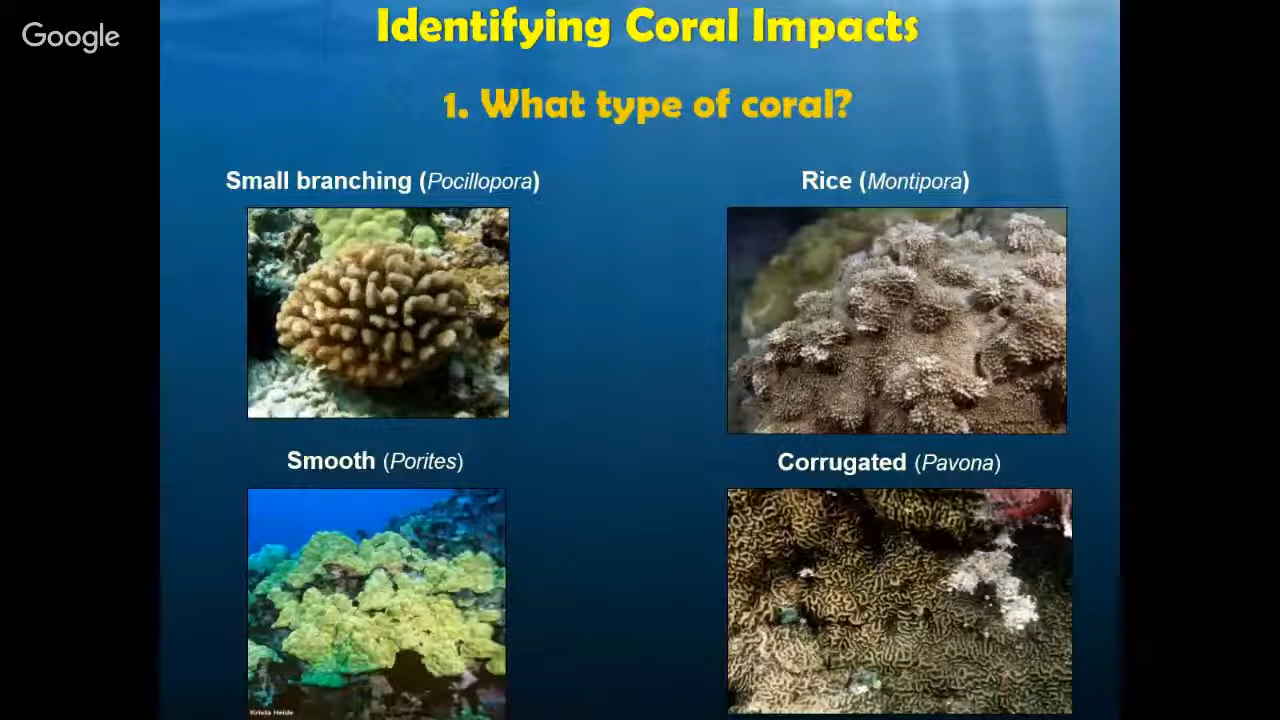 Google
Identifying Coral Impacts
1. What type of coral?
Small branching (Pocillopora)
Rice (Montipora)
Smooth (Porites)
Corrugated (Pavona)